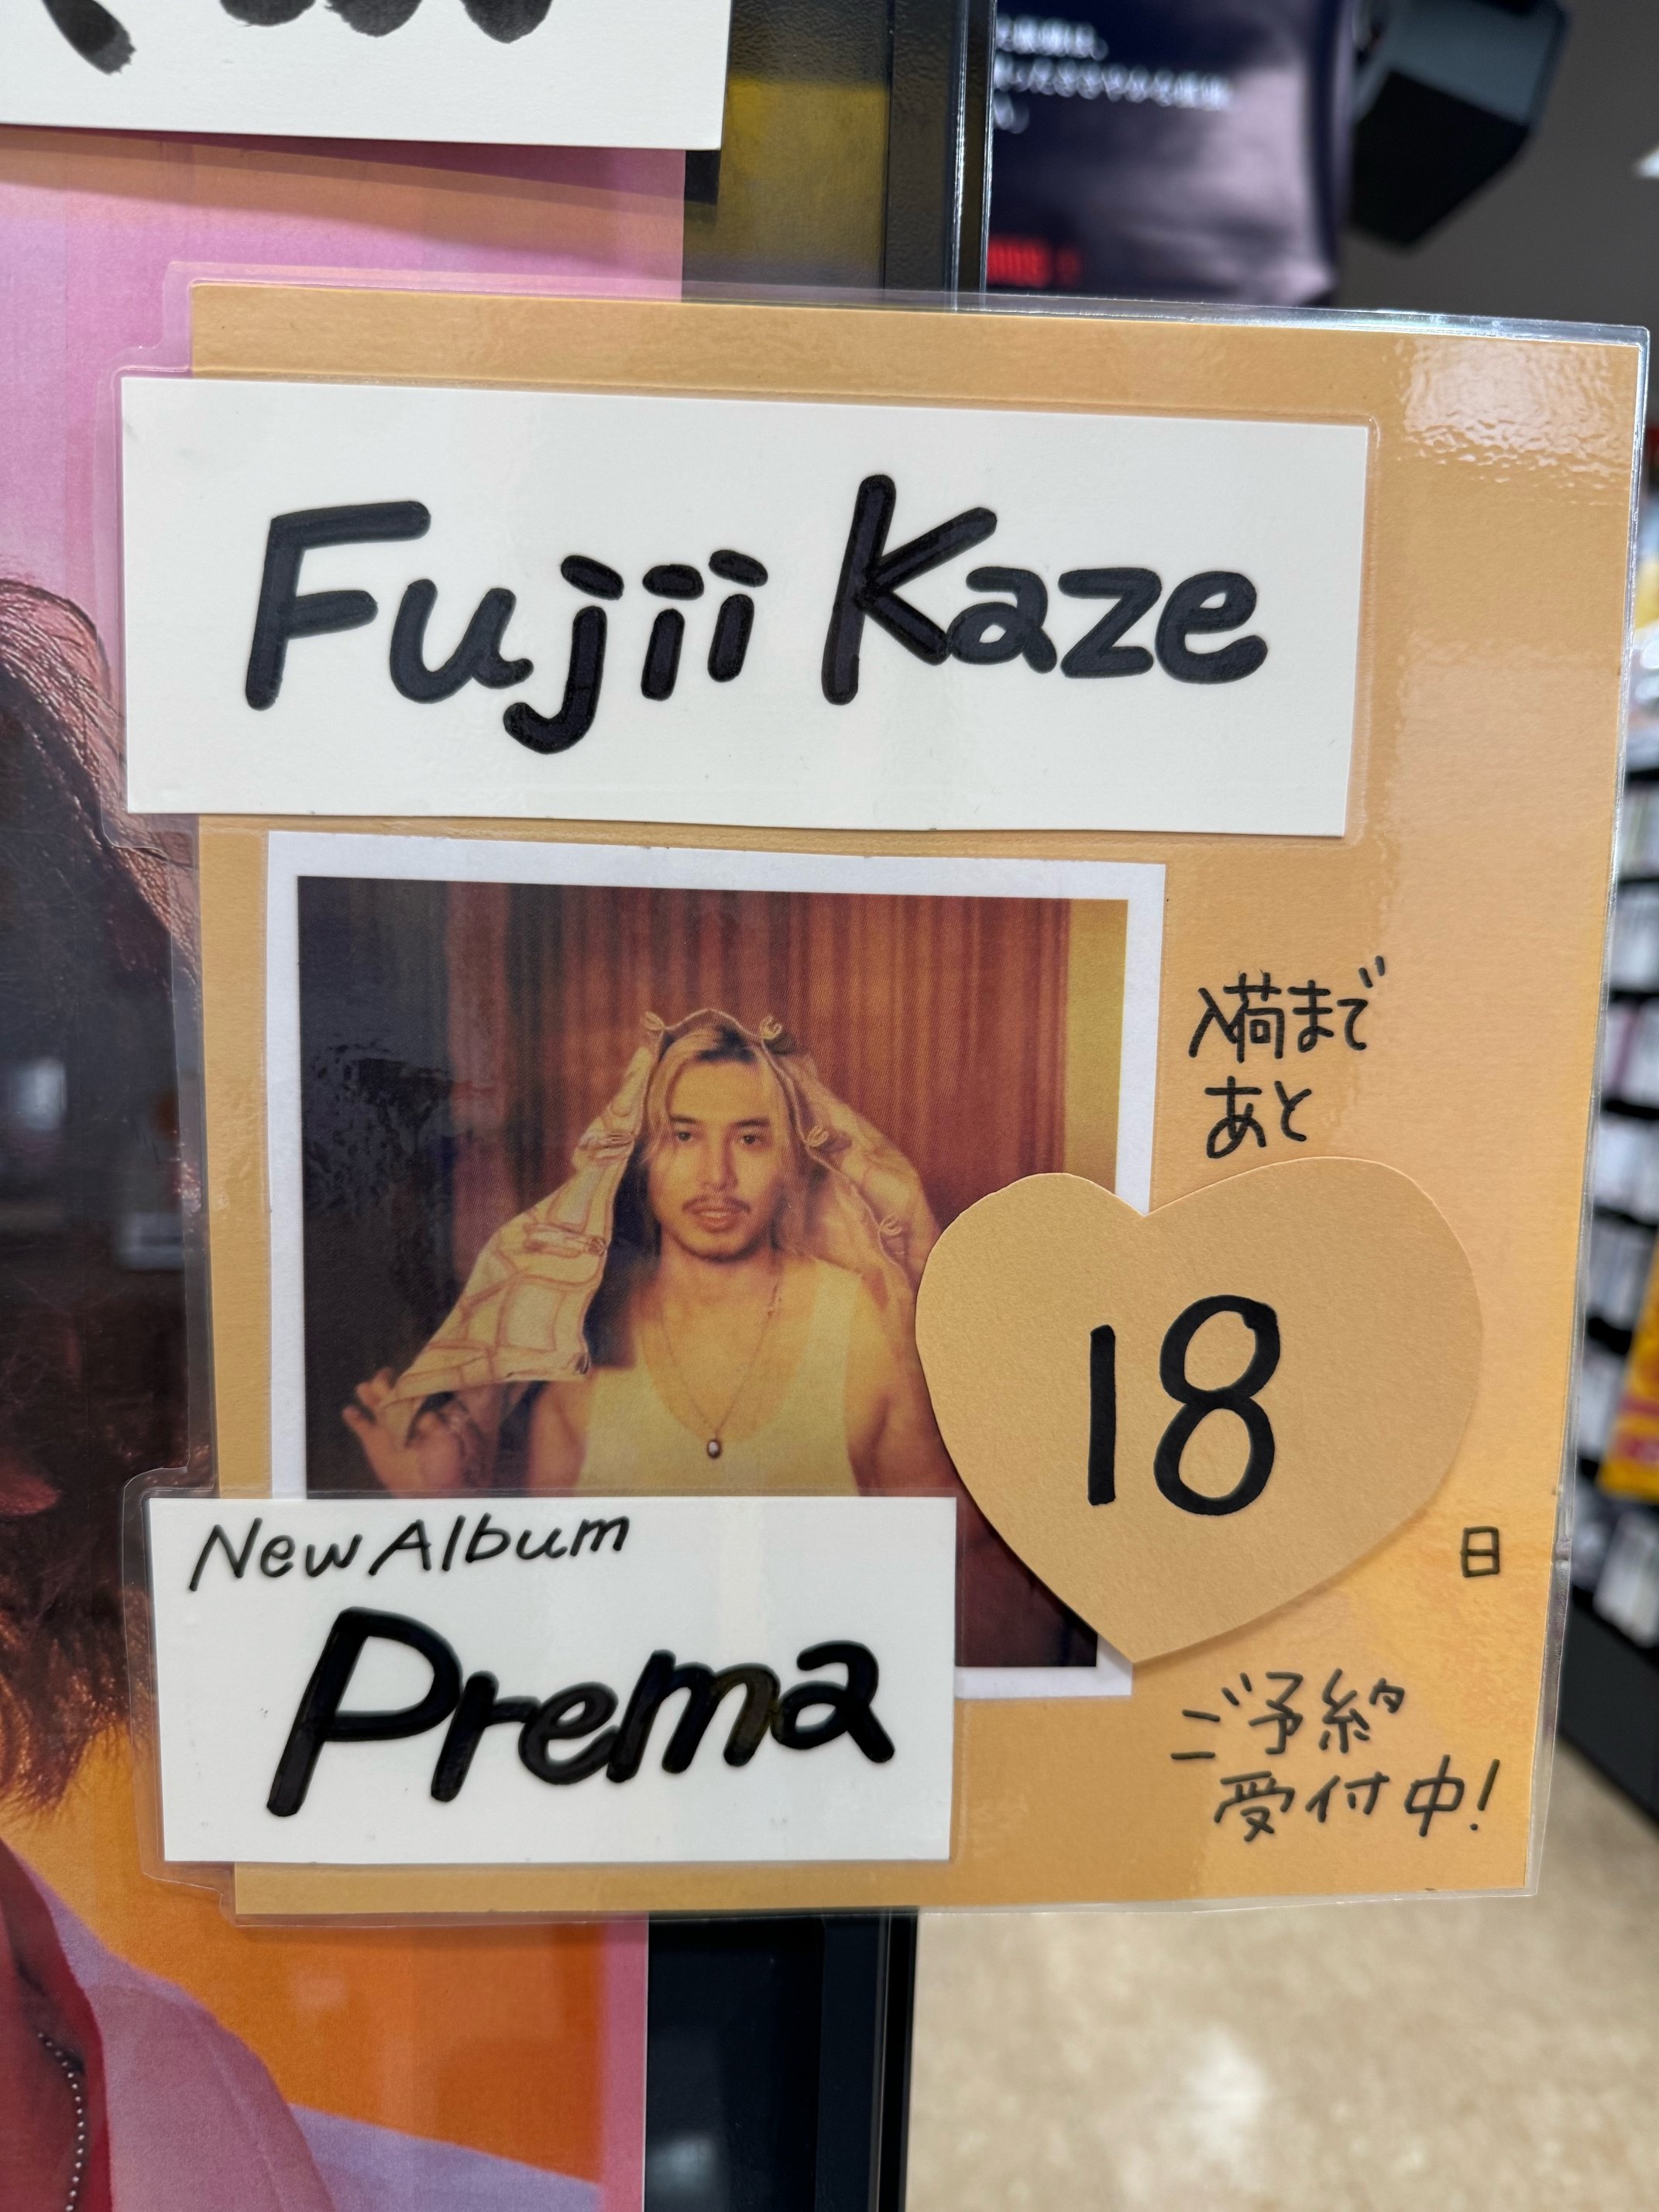 Fujii Kaze
入荷まで
あと
18
日
New Album
Prema
ご予約
受付中!